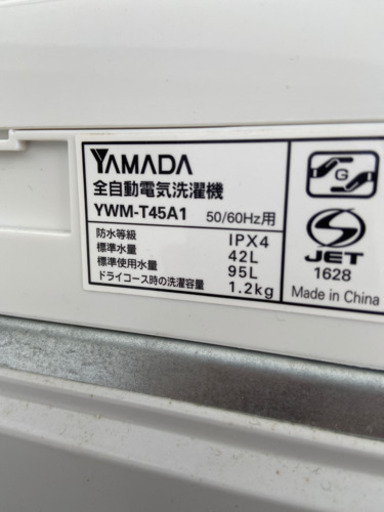 YAMADA
全自動電気洗濯機
YWM-T45A1 50/60Hz用
防水等級 IPX4
標準水量 42L
標準使用水量 95L
ドライコース時の洗濯容量 1.2kg
G
S
JET
1628
Made in China